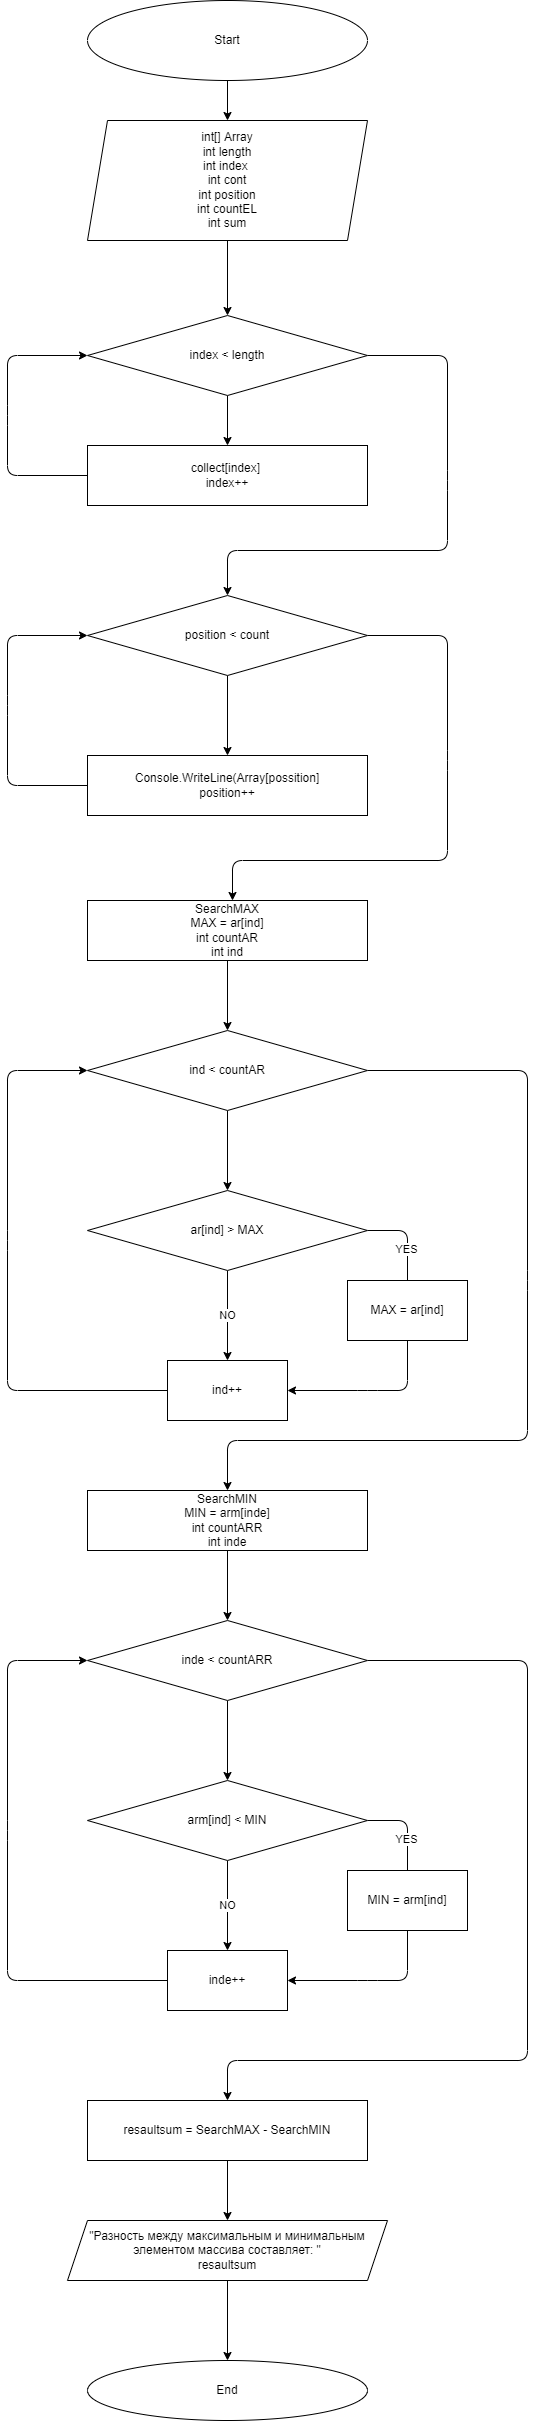 Start
int[] Array
int length
int index
int cont
int position
int countEL
int sum
index < length
collect[index]
index++
position < count
Console.WriteLine(Array[possition]
position++
SearchMAX
MAX = ar[ind]
int countAR
int ind
ind < countAR
ar[ind] > MAX
YES
MAX = ar[ind]
NO
ind++
SearchMIN
MIN = arm[inde]
int countARR
int inde
inde < countARR
arm[ind] < MIN
YES
MIN = arm[ind]
NO
inde++
resaultsum = SearchMAX - SearchMIN
"Разность между максимальным и минимальным
элементом массива составляет: "
resaultsum
End